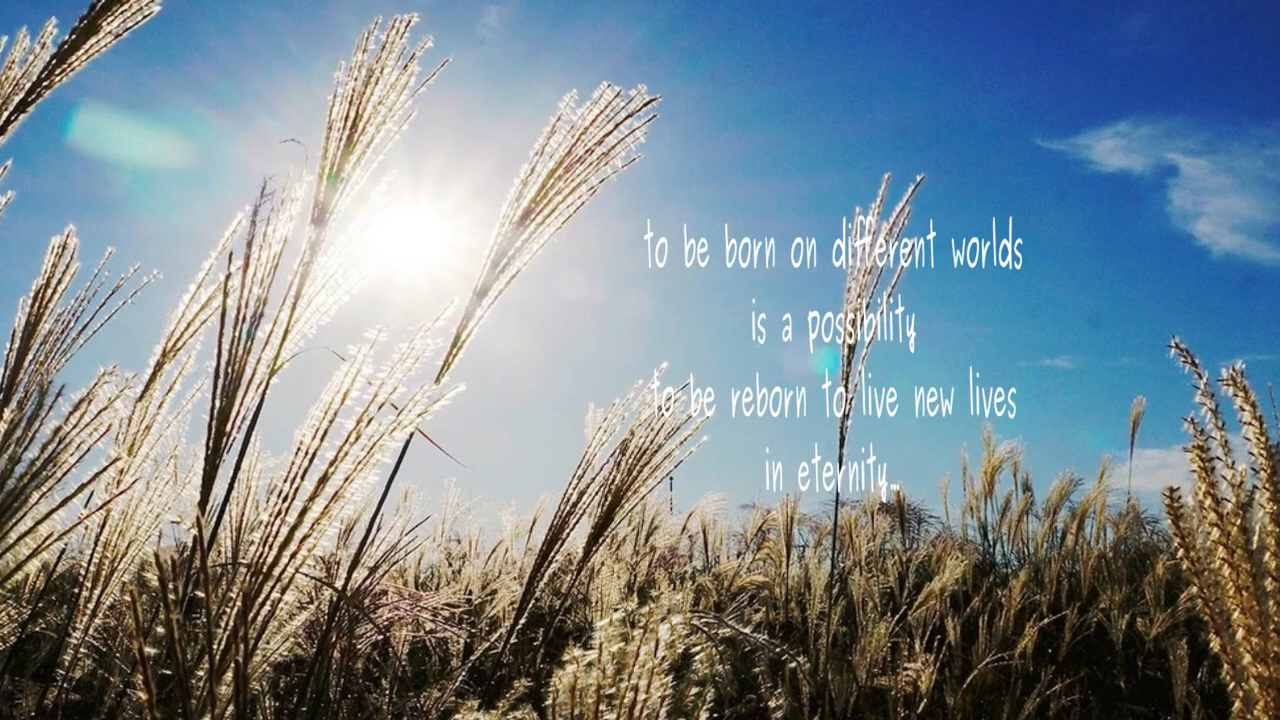 to be born on different worlds
is a possibility
to be reborn to live new lives
in eternity...